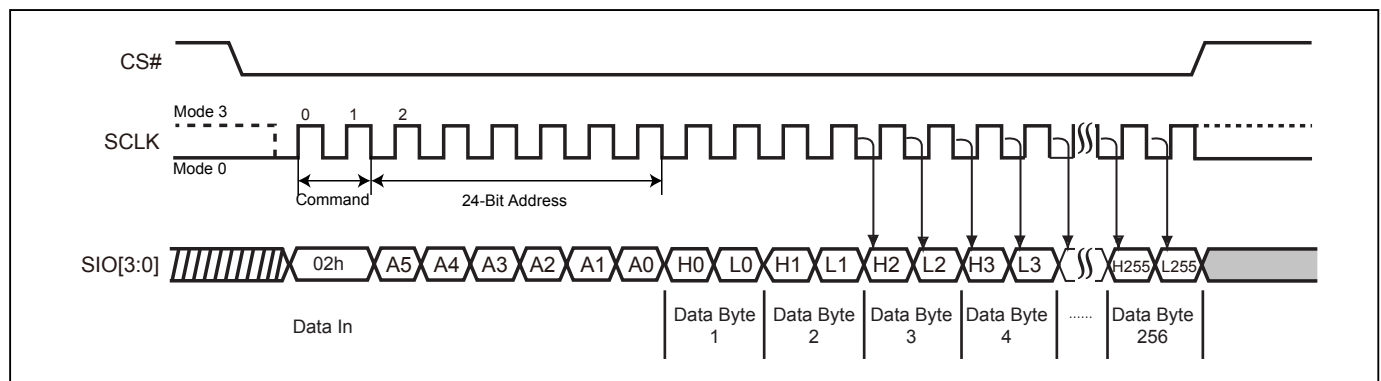 CS#
Mode 3
0 1 2
SCLK
Mode 0
Command
24-Bit Address
SIO[3:0]
02h A5 A4 A3 A2 A1 A0 H0 L0 H1 L1 H2 L2 H3 L3 H255 L255
Data In
Data Byte 1
Data Byte 2
Data Byte 3
Data Byte 4
......
Data Byte 256